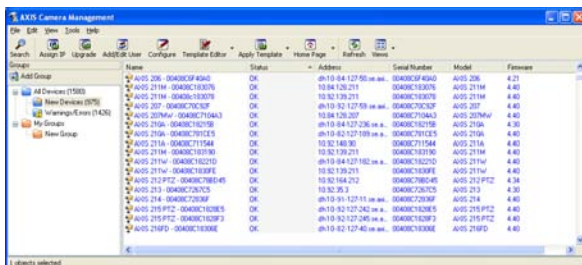 AXIS Camera Management
File Edit View Tools Help
Search Assign IP Upgrade Add/Edit User Configure Template Editor Apply Template Home Page Refresh Views
Groups
Add Group
All Devices (1580)
New Devices (975)
Warnings/Errors (1426)
My Groups
New Group
Name Status Address Serial Number Model Firmware
AXIS 206 - 00408C6F40A0 OK 00408C6F40A0 AXIS 206 4.21
AXIS 211M - 00408C183076 OK 10.84.128.211 00408C183076 AXIS 211M 4.40
AXIS 211M - 00408C183078 OK 10.92.139.211 00408C183078 AXIS 211M 4.40
AXIS 207 - 00408C70C92F OK 00408C70C92F AXIS 207 4.40
AXIS 207MW - 00408C7104A3 OK 10.84.128.207 00408C7104A3 AXIS 207MW 4.40
AXIS 210A - 00408C18215B OK 00408C18215B AXIS 210A 4.30
AXIS 210A - 00408C781CE5 OK 00408C781CE5 AXIS 210A 4.40
AXIS 211A - 00408C711544 OK 10.92.148.90 00408C711544 AXIS 211A 4.40
AXIS 211M - 00408C183190 OK 10.92.139.211 00408C183190 AXIS 211M 4.40
AXIS 211W - 00408C18221D OK 00408C18221D AXIS 211W 4.40
AXIS 211W - 00408C1830FE OK 10.92.139.211 00408C1830FE AXIS 211W 4.40
AXIS 212 PTZ - 00408C79BD45 OK 10.92.164.212 00408C79BD45 AXIS 212 PTZ 4.34
AXIS 213 - 00408C7267C5 OK 10.92.35.3 00408C7267C5 AXIS 213 4.30
AXIS 214 - 00408C72836F OK 00408C72836F AXIS 214 4.40
AXIS 215 PTZ - 00408C1828E5 OK 00408C1828E5 AXIS 215 PTZ 4.40
AXIS 215 PTZ - 00408C1828F3 OK 00408C1828F3 AXIS 215 PTZ 4.40
AXIS 216FD - 00408C18306E OK 00408C18306E AXIS 216FD 4.40
objects selected